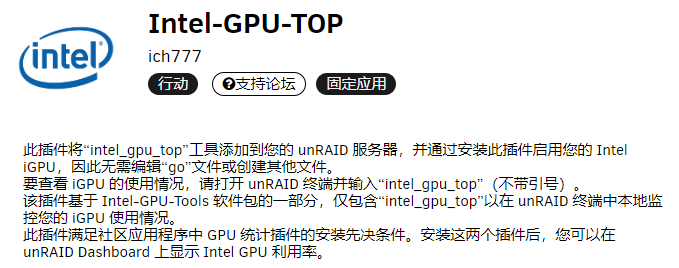 intel
Intel-GPU-TOP
ich777
行动
支持论坛
固定应用
此插件将“intel_gpu_top”工具添加到您的 unRAID 服务器，并通过安装此插件启用您的 Intel
iGPU，因此无需编辑“go”文件或创建其他文件。
要查看 iGPU 的使用情况，请打开 unRAID 终端并输入“intel_gpu_top”（不带引号）。
该插件基于 Intel-GPU-Tools 软件包的一部分，仅包含“intel_gpu_top”以在 unRAID 终端中本地监
控您的 iGPU 使用情况。
此插件满足社区应用程序中 GPU 统计插件的安装先决条件。安装这两个插件后，您可以在
unRAID Dashboard 上显示 Intel GPU 利用率。